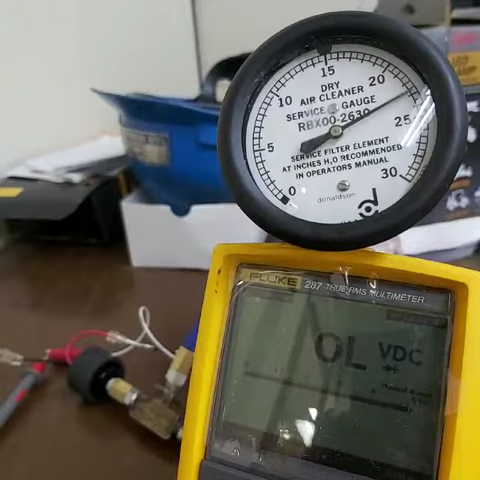 15
10
20
5
25
0
30
DRY
AIR CLEANER
SERVICE GAUGE
RBX00-2630
SERVICE FILTER ELEMENT
AT INCHES H₂O RECOMMENDED
IN OPERATORS MANUAL
donaldson
d
FLUKE 287 TRUE RMS MULTIMETER
OL VDC